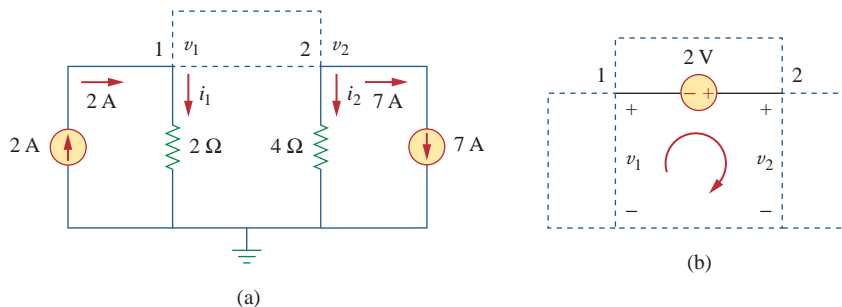 1 v₁ 2 v₂
2 A i₁ i₂ 7 A
2 A 2 Ω 4 Ω 7 A
(a)
2 V
1 − + 2
+ +
v₁ v₂
− −
(b)